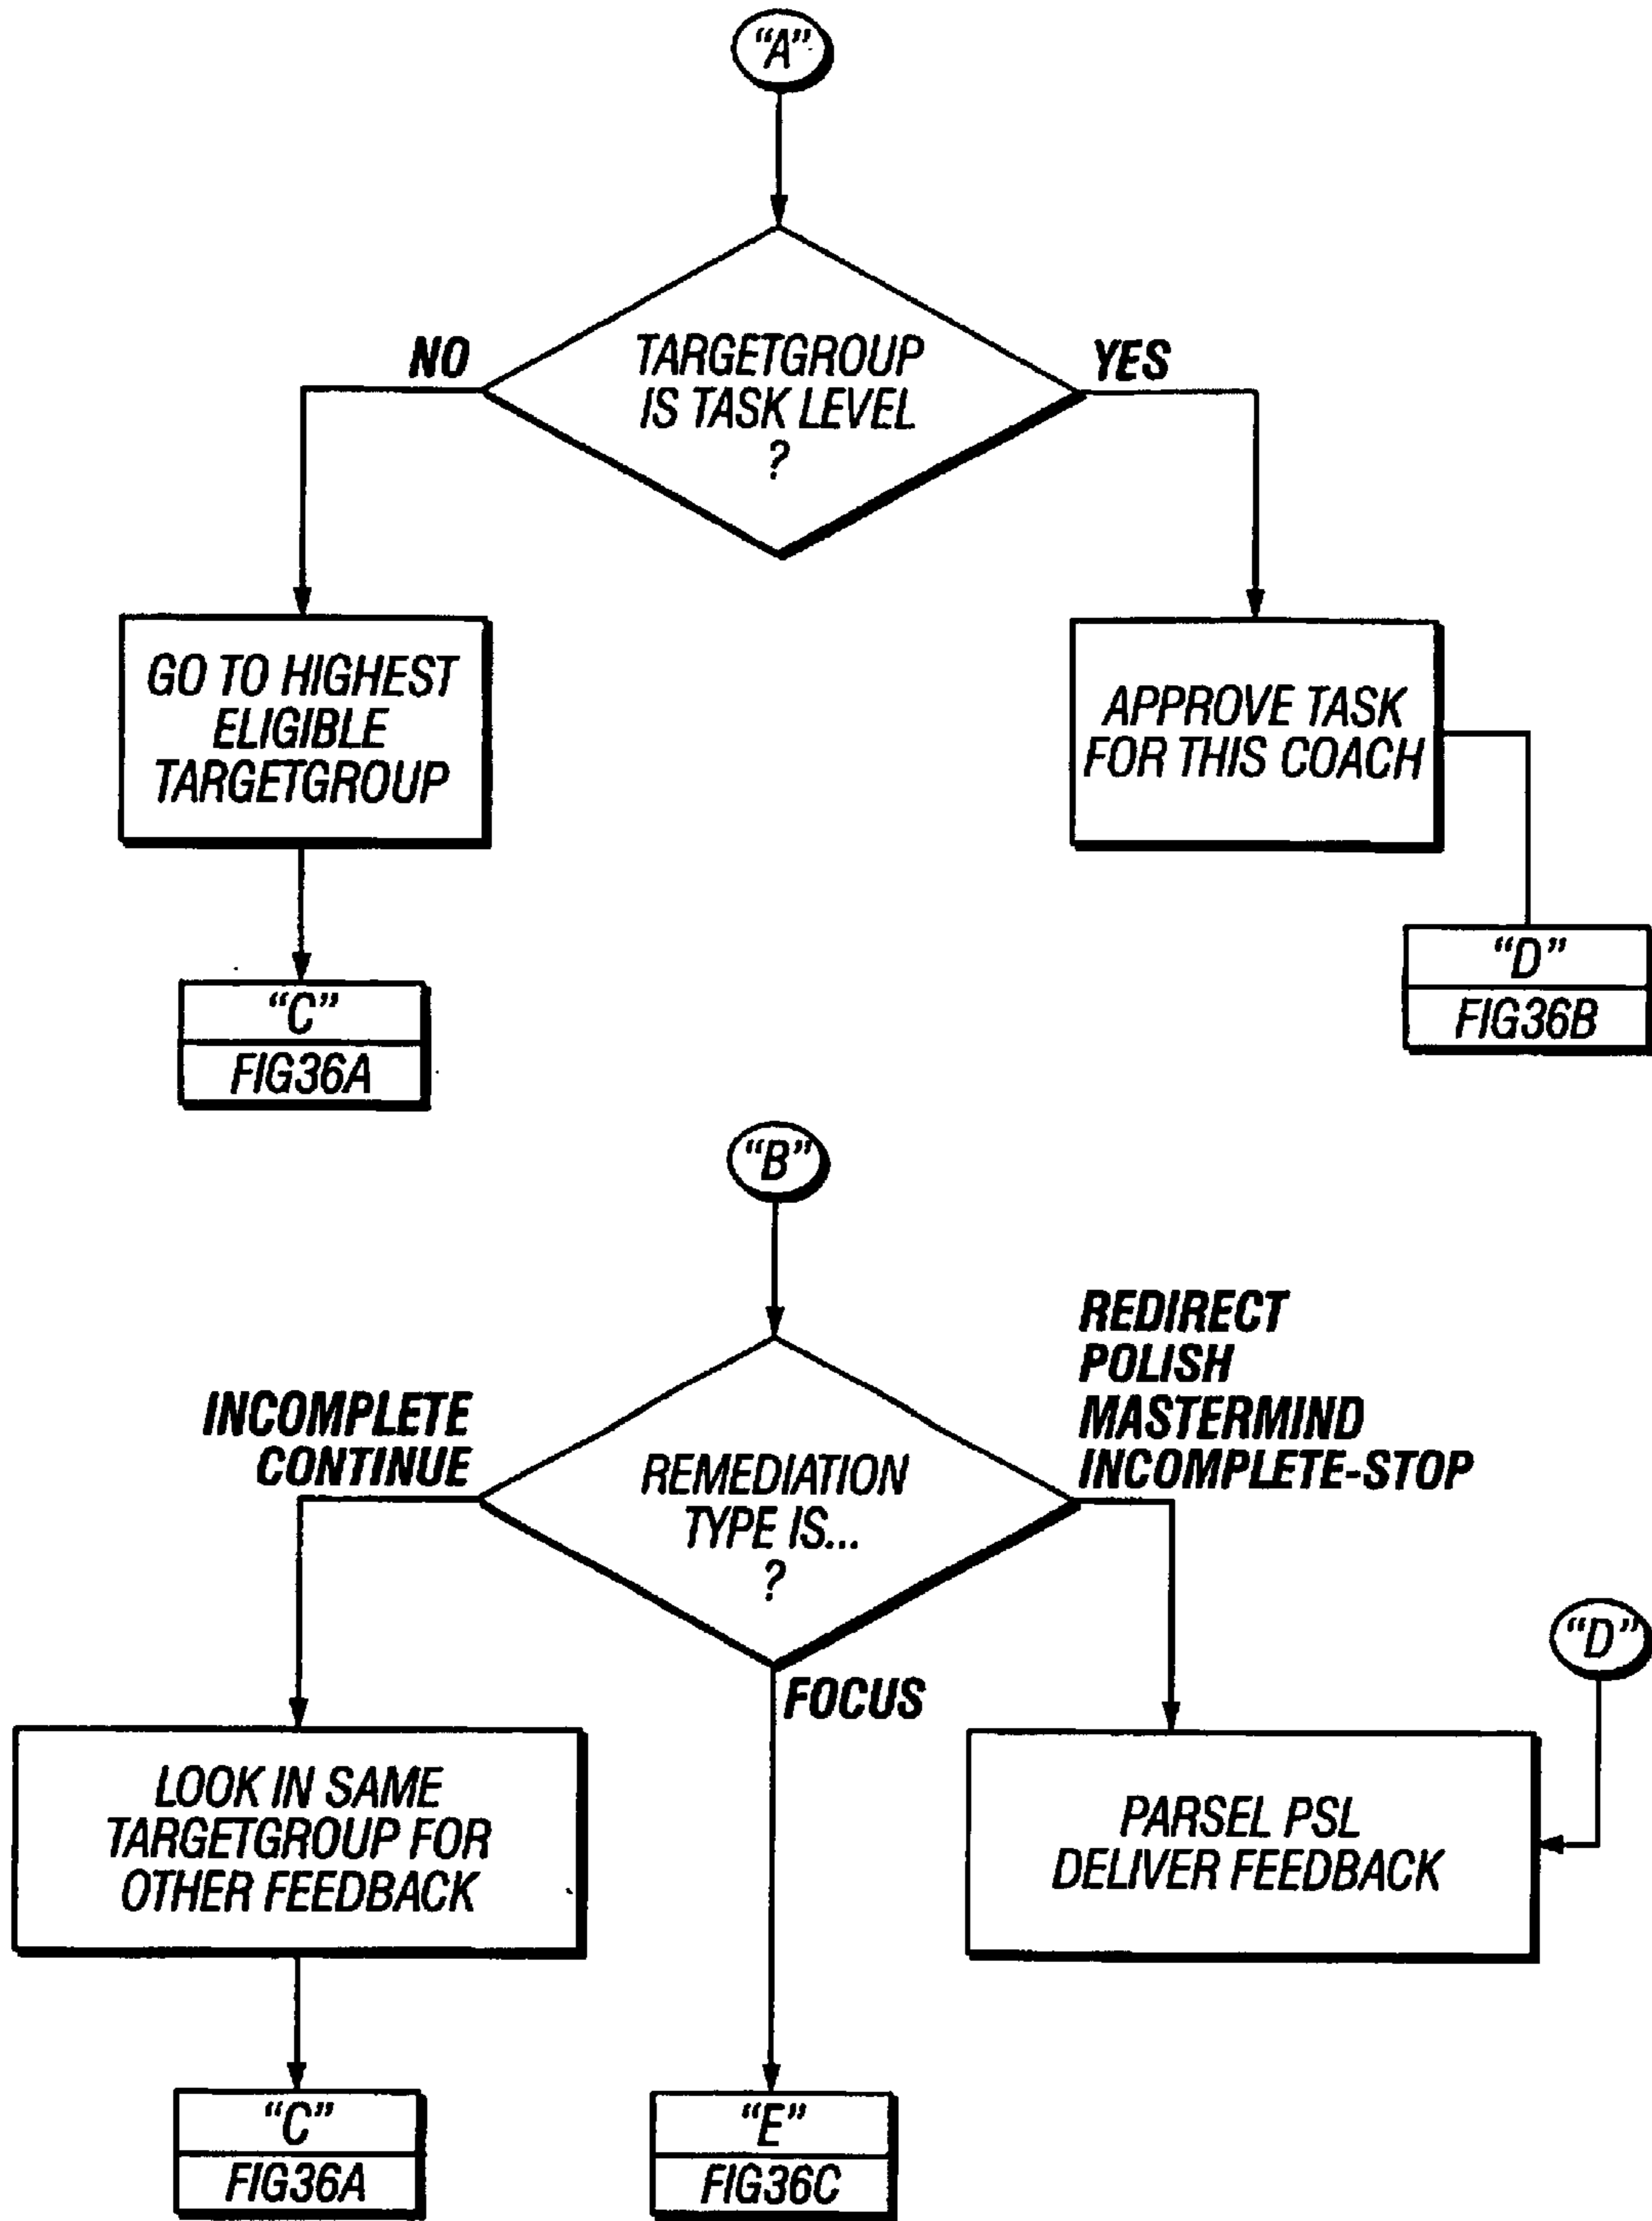 “A”
NO
TARGETGROUP
IS TASK LEVEL
?
YES
GO TO HIGHEST
ELIGIBLE
TARGETGROUP
APPROVE TASK
FOR THIS COACH
“C”
FIG36A
“D”
FIG36B
“B”
INCOMPLETE
CONTINUE
REMEDIATION
TYPE IS...
?
REDIRECT
POLISH
MASTERMIND
INCOMPLETE-STOP
FOCUS
“D”
LOOK IN SAME
TARGETGROUP FOR
OTHER FEEDBACK
PARSEL PSL
DELIVER FEEDBACK
“C”
FIG36A
“E”
FIG36C